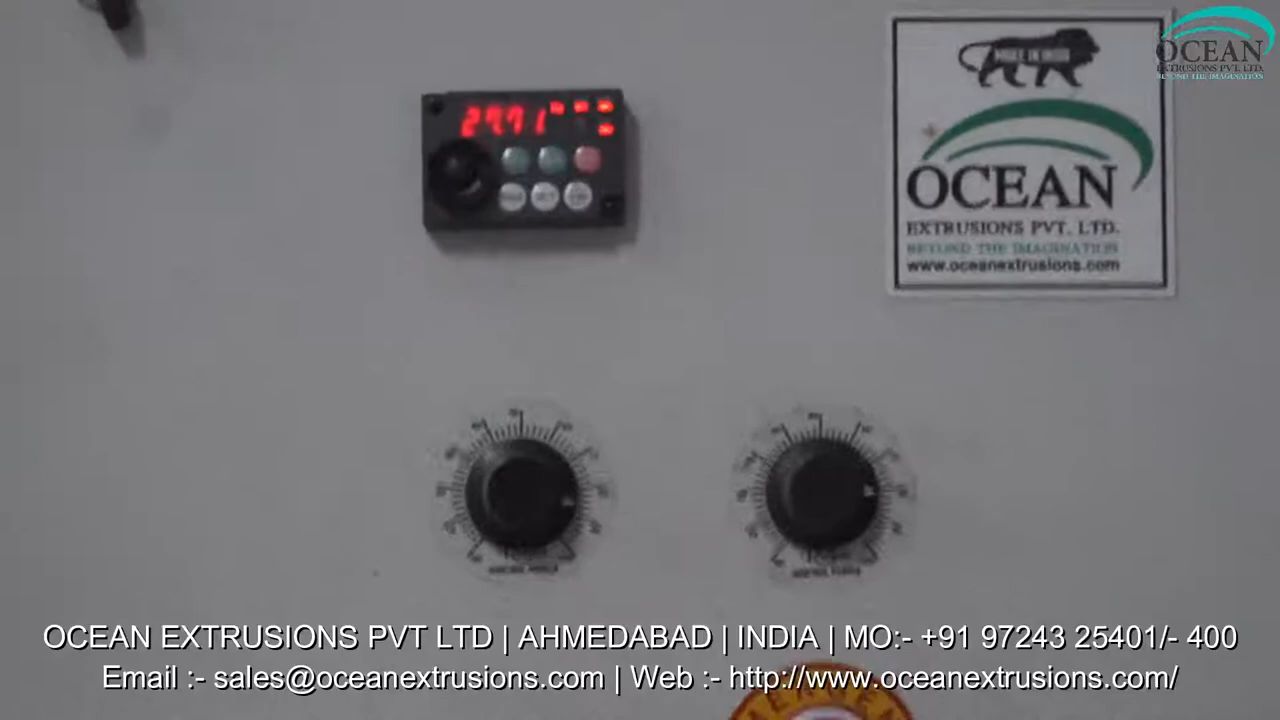 MAKE IN INDIA
OCEAN
EXTRUSIONS PVT. LTD.
BEYOND THE IMAGINATION
www.oceanextrusions.com
OCEAN
EXTRUSIONS PVT. LTD.
BEYOND THE IMAGINATION
OCEAN EXTRUSIONS PVT LTD | AHMEDABAD | INDIA | MO:- +91 97243 25401/- 400
Email :- sales@oceanextrusions.com | Web :- http://www.oceanextrusions.com/